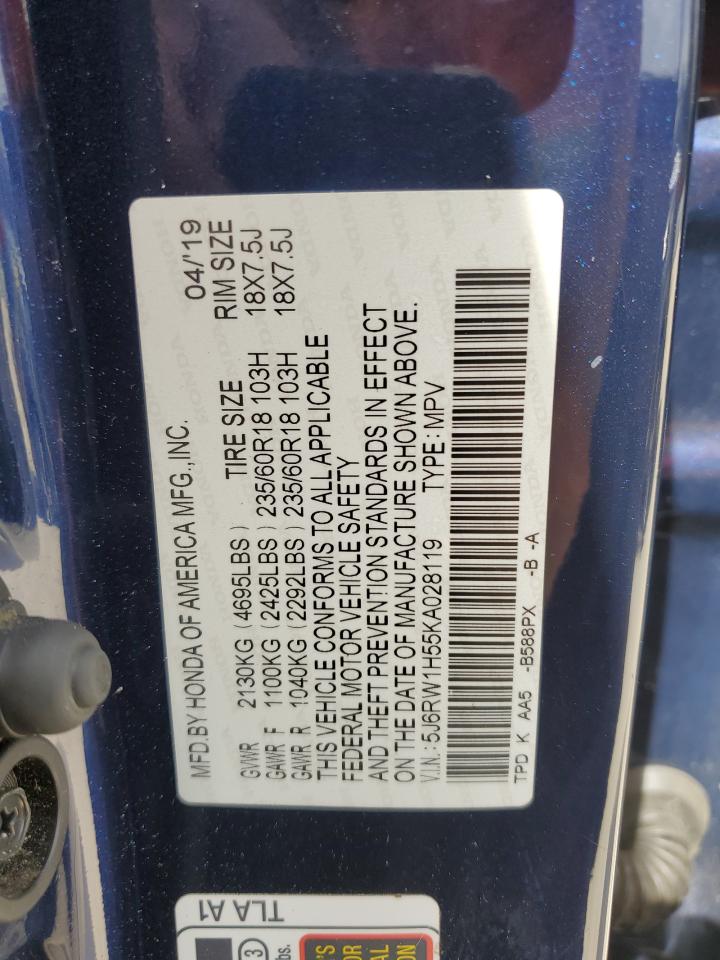 MFD.BY HONDA OF AMERICA MFG.,INC. 04/'19
GVWR 2130KG (4695LBS) TIRE SIZE RIM SIZE
GAWR F 1100KG (2425LBS) 235/60R18 103H 18X7.5J
GAWR R 1040KG (2292LBS) 235/60R18 103H 18X7.5J
THIS VEHICLE CONFORMS TO ALL APPLICABLE
FEDERAL MOTOR VEHICLE SAFETY
AND THEFT PREVENTION STANDARDS IN EFFECT
ON THE DATE OF MANUFACTURE SHOWN ABOVE.
V.I.N.: 5J6RW1H55KA028119 TYPE: MPV
TPD K AA5 -B588PX -B -A
TLA A1